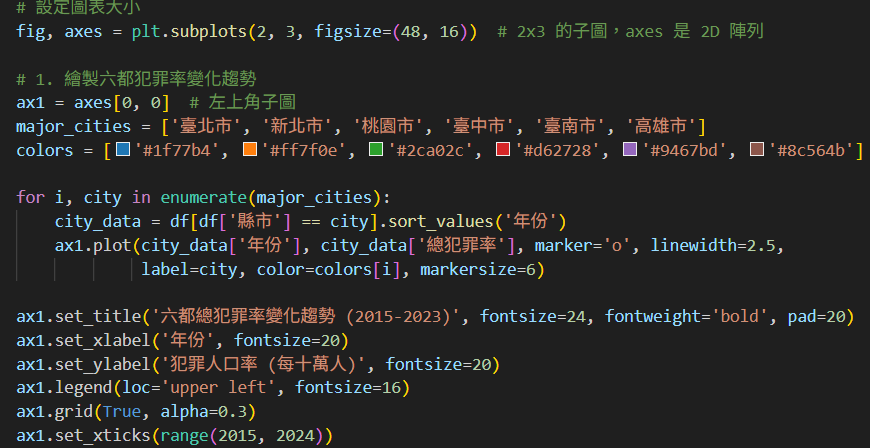 # 設定圖表大小
fig, axes = plt.subplots(2, 3, figsize=(48, 16))  # 2x3 的子圖，axes 是 2D 陣列
# 1. 繪製六都犯罪率變化趨勢
ax1 = axes[0, 0]  # 左上角子圖
major_cities = ['臺北市', '新北市', '桃園市', '臺中市', '臺南市', '高雄市']
colors = ['#1f77b4', '#ff7f0e', '#2ca02c', '#d62728', '#9467bd', '#8c564b']
for i, city in enumerate(major_cities):
    city_data = df[df['縣市'] == city].sort_values('年份')
    ax1.plot(city_data['年份'], city_data['總犯罪率'], marker='o', linewidth=2.5,
             label=city, color=colors[i], markersize=6)
ax1.set_title('六都總犯罪率變化趨勢 (2015-2023)', fontsize=24, fontweight='bold', pad=20)
ax1.set_xlabel('年份', fontsize=20)
ax1.set_ylabel('犯罪人口率 (每十萬人)', fontsize=20)
ax1.legend(loc='upper left', fontsize=16)
ax1.grid(True, alpha=0.3)
ax1.set_xticks(range(2015, 2024))